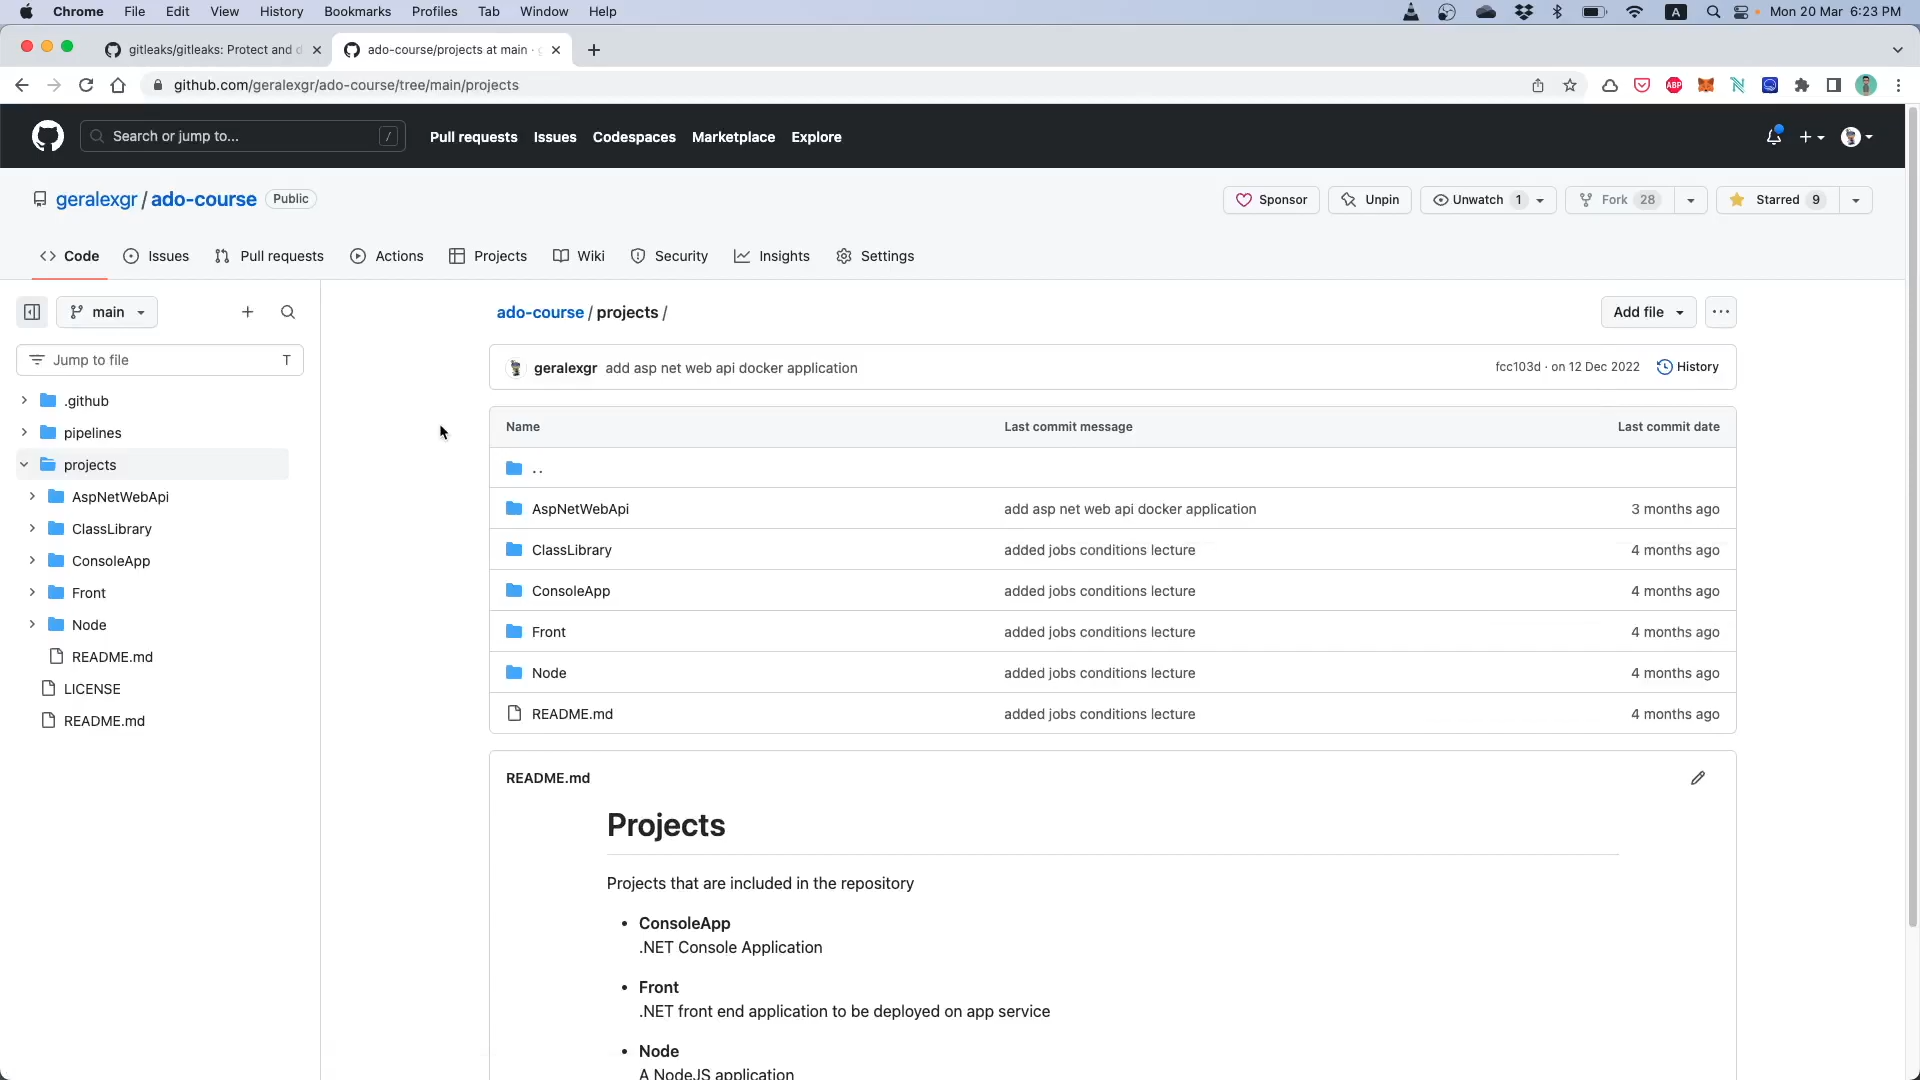 Chrome File Edit View History Bookmarks Profiles Tab Window Help
A Mon 20 Mar 6:23 PM
gitleaks/gitleaks: Protect and d
ado-course/projects at main · g
github.com/geralexgr/ado-course/tree/main/projects
ABP
Search or jump to... /
Pull requests Issues Codespaces Marketplace Explore
geralexgr / ado-course Public
Sponsor Unpin Unwatch 1 Fork 28 Starred 9
Code Issues Pull requests Actions Projects Wiki Security Insights Settings
main
Jump to file T
.github
pipelines
projects
AspNetWebApi
ClassLibrary
ConsoleApp
Front
Node
README.md
LICENSE
README.md
ado-course / projects /
Add file
geralexgr add asp net web api docker application
fcc103d · on 12 Dec 2022 History
Name Last commit message Last commit date
. .
AspNetWebApi add asp net web api docker application 3 months ago
ClassLibrary added jobs conditions lecture 4 months ago
ConsoleApp added jobs conditions lecture 4 months ago
Front added jobs conditions lecture 4 months ago
Node added jobs conditions lecture 4 months ago
README.md added jobs conditions lecture 4 months ago
README.md
Projects
Projects that are included in the repository
• ConsoleApp
.NET Console Application
• Front
.NET front end application to be deployed on app service
• Node
A NodeJS application